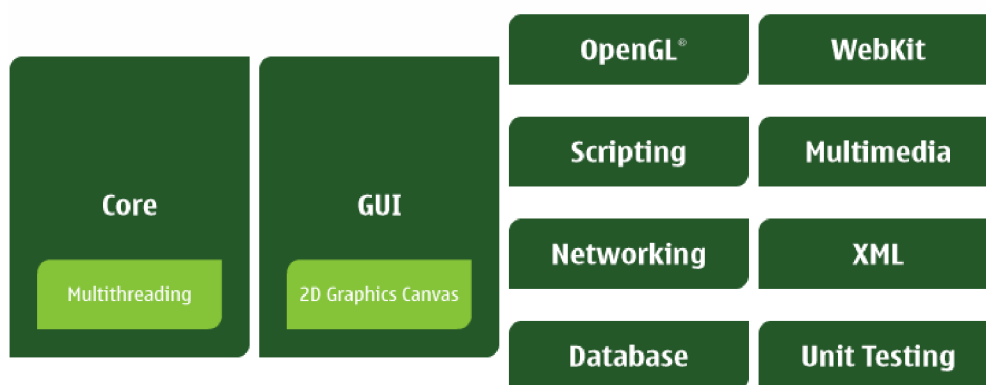 Core
Multithreading
GUI
2D Graphics Canvas
OpenGL®
WebKit
Scripting
Multimedia
Networking
XML
Database
Unit Testing